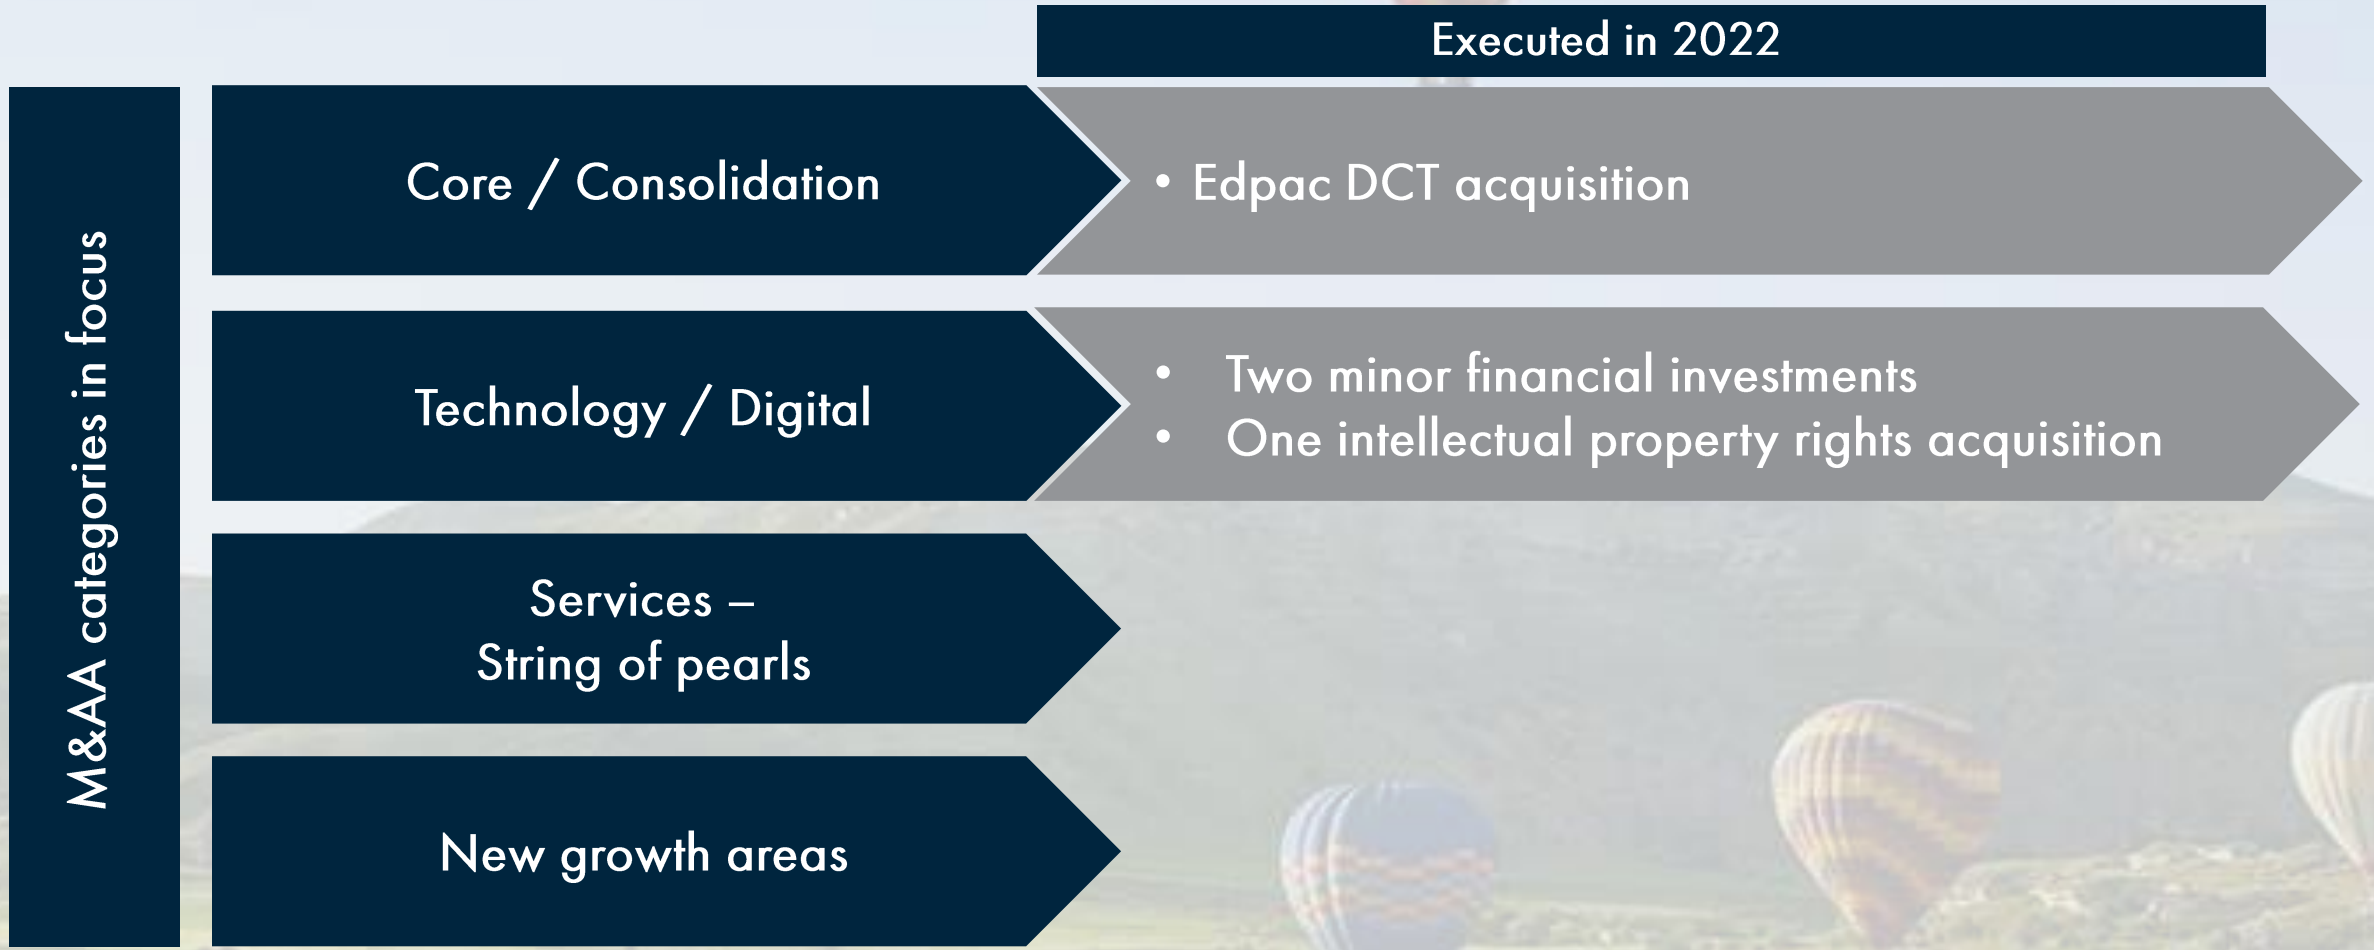 Executed in 2022
M&AA categories in focus
Core / Consolidation
• Edpac DCT acquisition
Technology / Digital
• Two minor financial investments
• One intellectual property rights acquisition
Services –
String of pearls
New growth areas